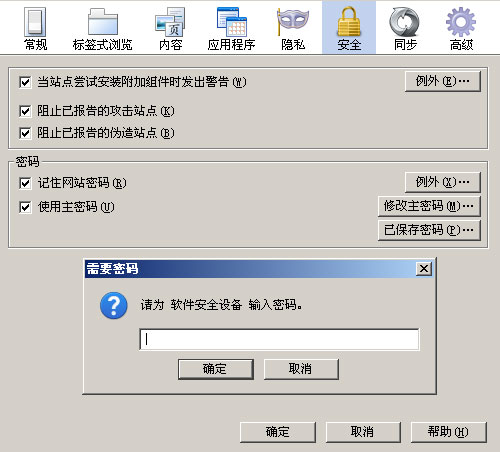 常规 标签式浏览 内容 应用程序 隐私 安全 同步 高级
当站点尝试安装附加组件时发出警告(W) 例外(E)…
阻止已报告的攻击站点(K)
阻止已报告的伪造站点(B)
密码
记住网站密码(R) 例外(X)…
使用主密码(U) 修改主密码(M)…
已保存密码(P)…
需要密码
请为 软件安全设备 输入密码。
确定 取消
确定 取消 帮助(H)